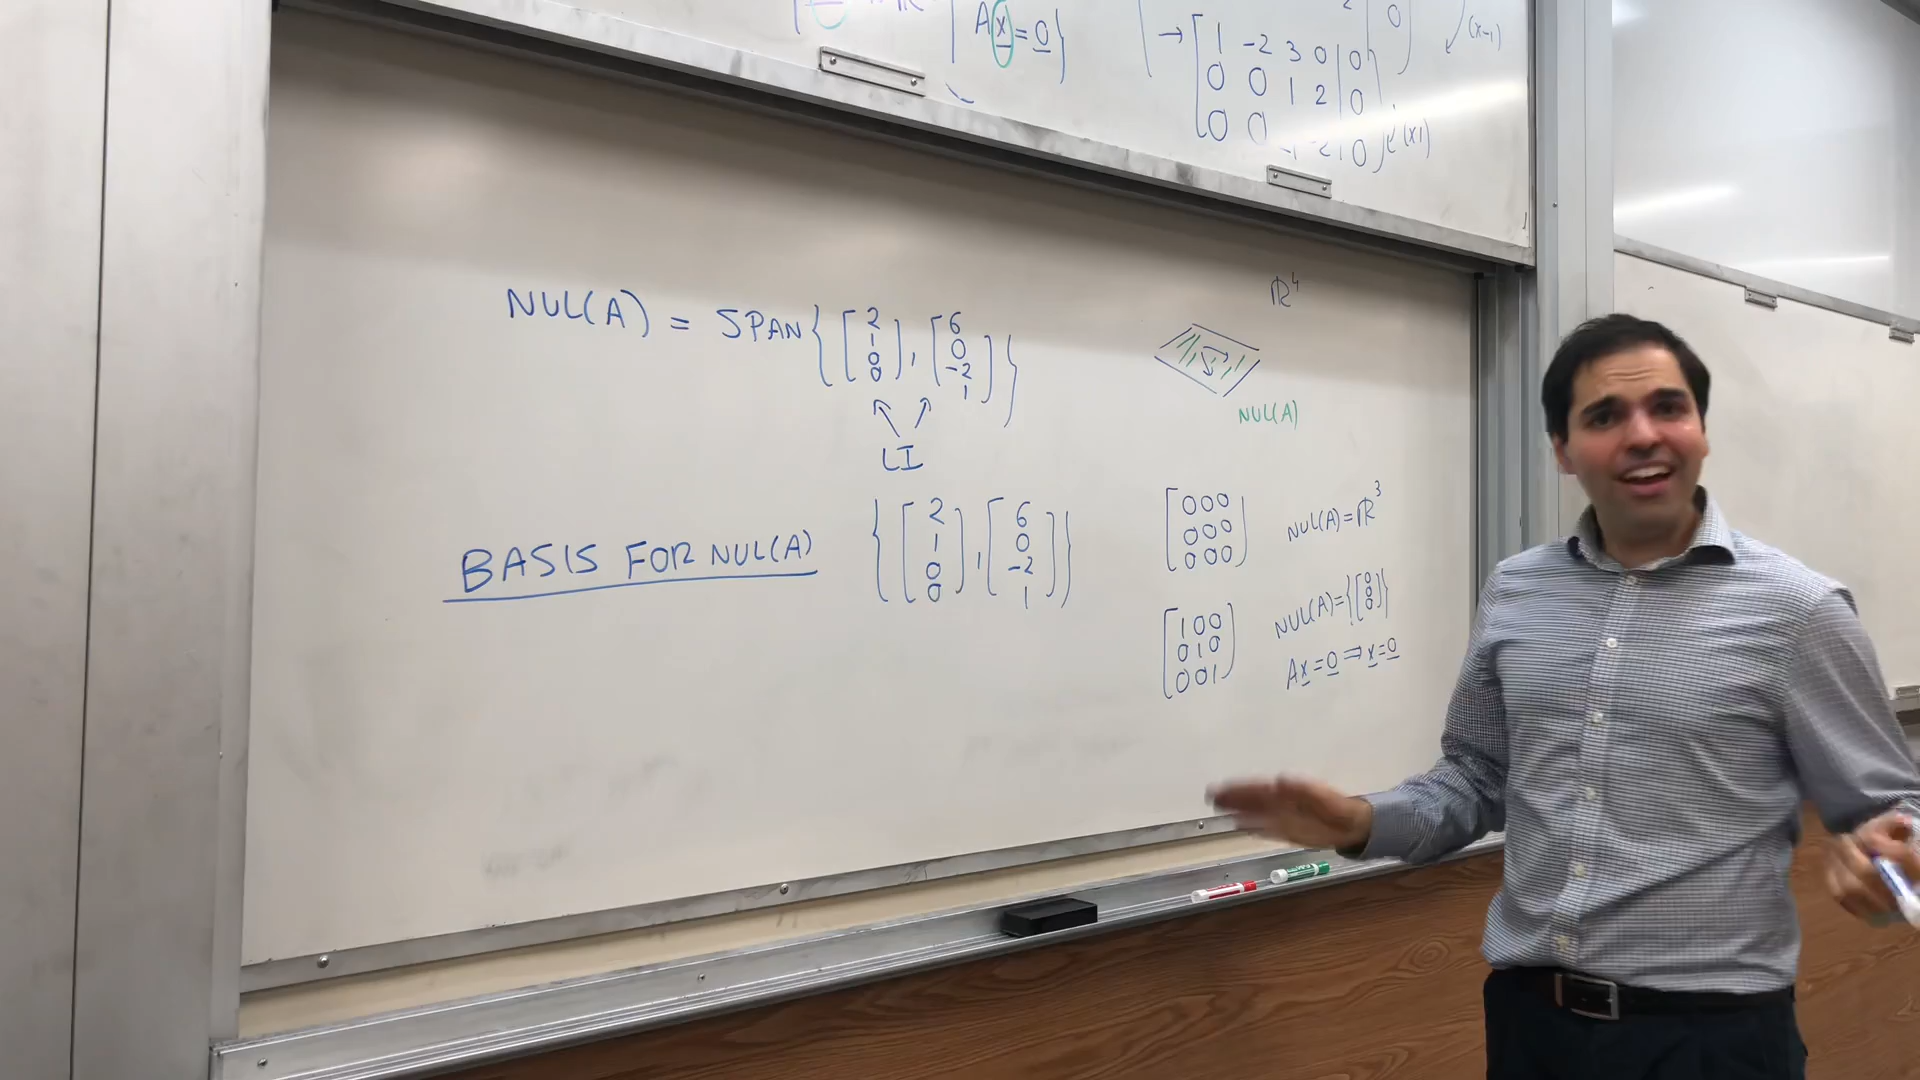 Ax = 0}
→ [1 -2 3 0 | 0
0 0 1 2 | 0
0 0 -1 -2 | 0]
(x-1)
(x1)
NUL(A) = SPAN { [2 1 0 0], [6 0 -2 1] }
LI
BASIS FOR NUL(A) { [2 1 0 0], [6 0 -2 1] }
ℝ⁴
NUL(A)
[0 0 0
0 0 0
0 0 0]
NUL(A) = ℝ³
[1 0 0
0 1 0
0 0 1]
NUL(A) = {[0 0 0]}
Ax = 0 ⇒ x = 0